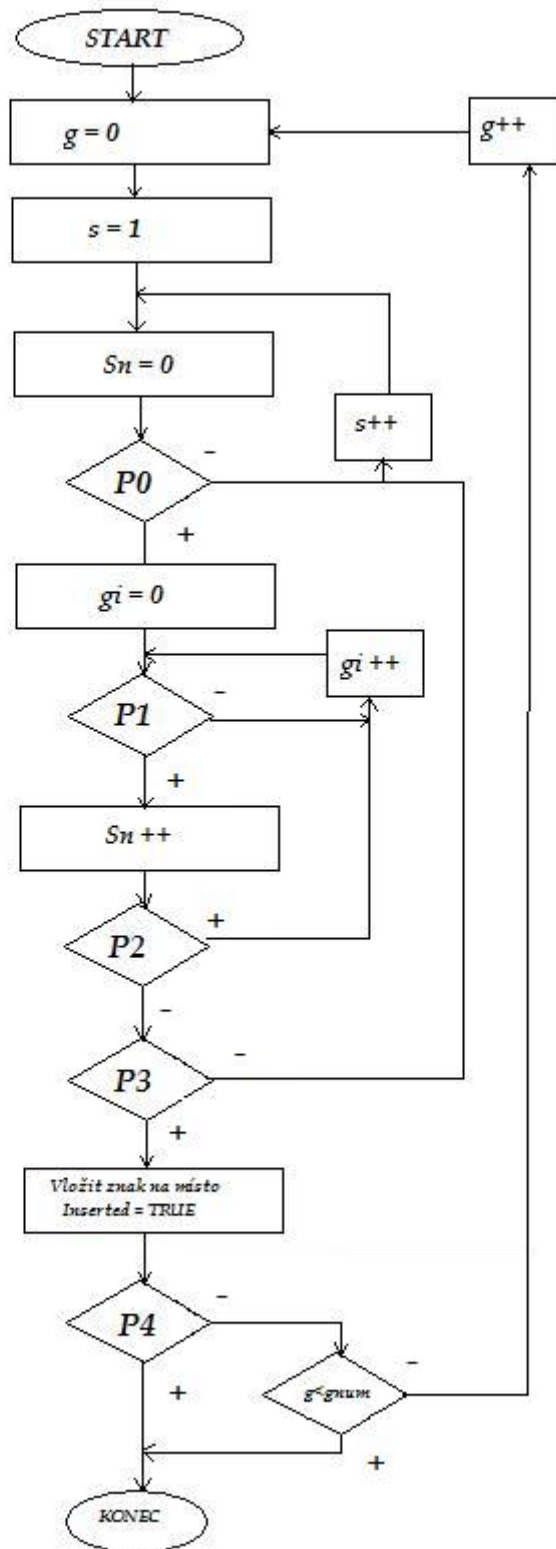 START
g = 0
g++
s = 1
Sn = 0
s++
P0
-
+
gi = 0
gi ++
P1
-
+
Sn ++
P2
+
-
P3
-
+
Vložit znak na místo
Inserted = TRUE
P4
-
+
g<gnum
-
+
KONEC